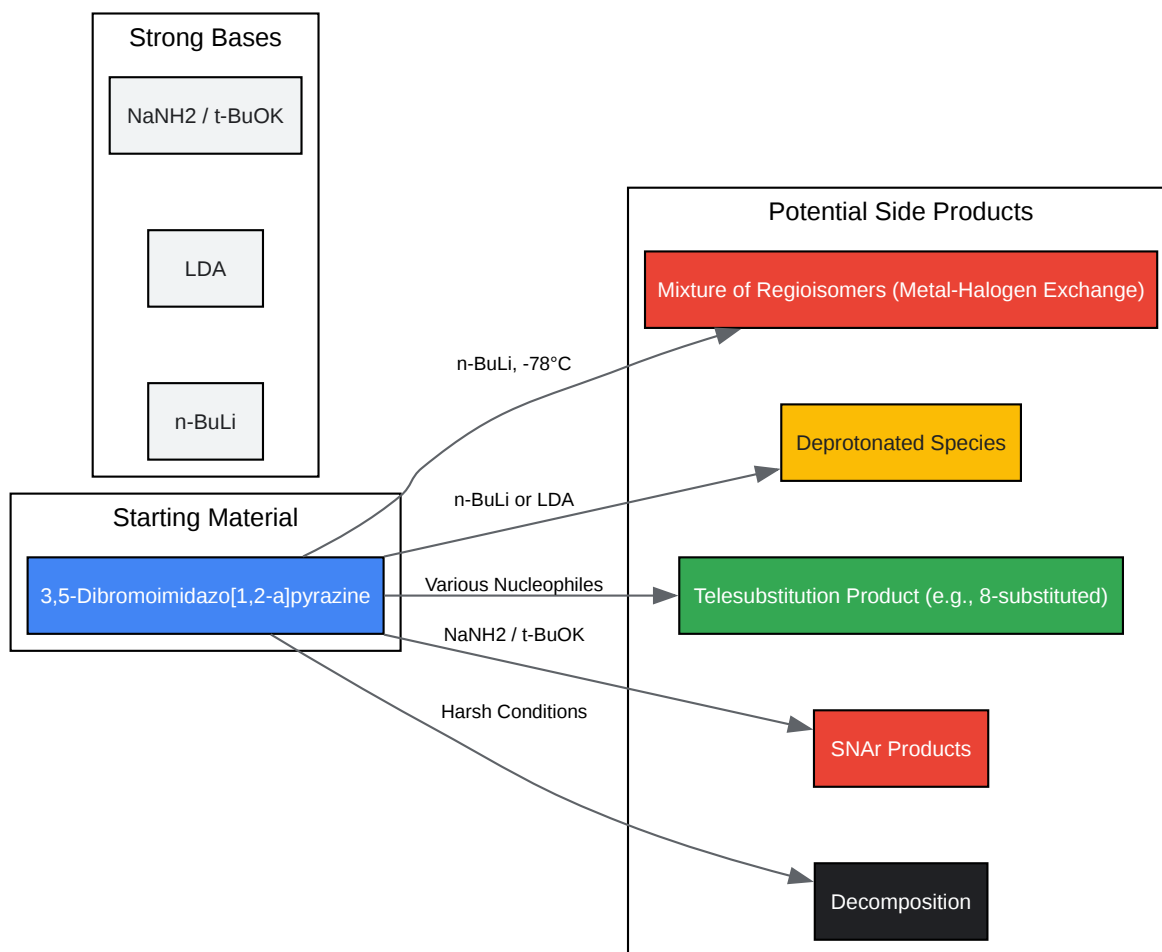 Strong Bases
NaNH2 / t-BuOK
LDA
n-BuLi
Starting Material
3,5-Dibromoimidazo[1,2-a]pyrazine
n-BuLi, -78°C
n-BuLi or LDA
Various Nucleophiles
NaNH2 / t-BuOK
Harsh Conditions
Potential Side Products
Mixture of Regioisomers (Metal-Halogen Exchange)
Deprotonated Species
Telesubstitution Product (e.g., 8-substituted)
SNAr Products
Decomposition